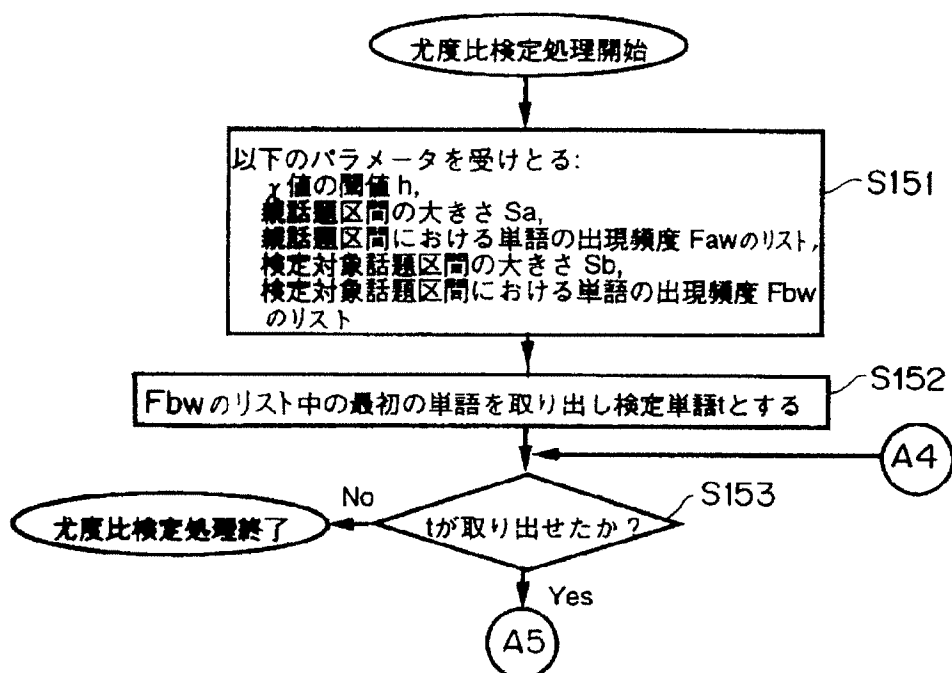 尤度比検定処理開始
以下のパラメータを受けとる:
χ値の閾値 h,
親話題区間の大きさ Sa,
親話題区間における単語の出現頻度 Fawのリスト,
検定対象話題区間の大きさ Sb,
検定対象話題区間における単語の出現頻度 Fbw
のリスト
S151
S152
Fbwのリスト中の最初の単語を取り出し検定単語tとする
A4
S153
No
尤度比検定処理終了
tが取り出せたか?
Yes
A5